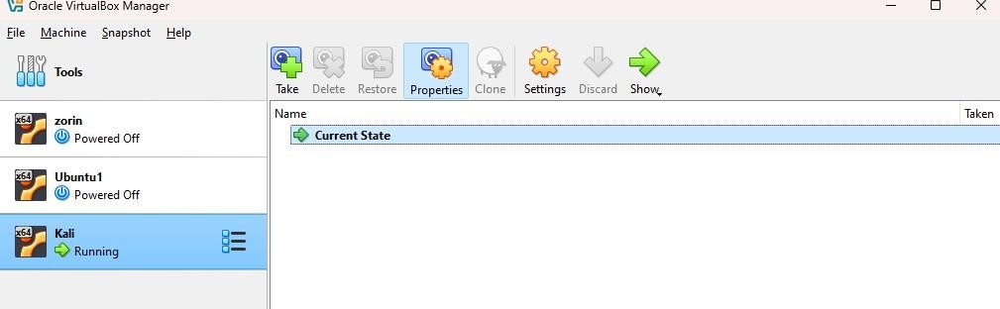 Oracle VirtualBox Manager
File Machine Snapshot Help
Tools
Take Delete Restore Properties Clone Settings Discard Show
Name Taken
Current State
x64 zorin
Powered Off
x64 Ubuntu1
Powered Off
x64 Kali
Running